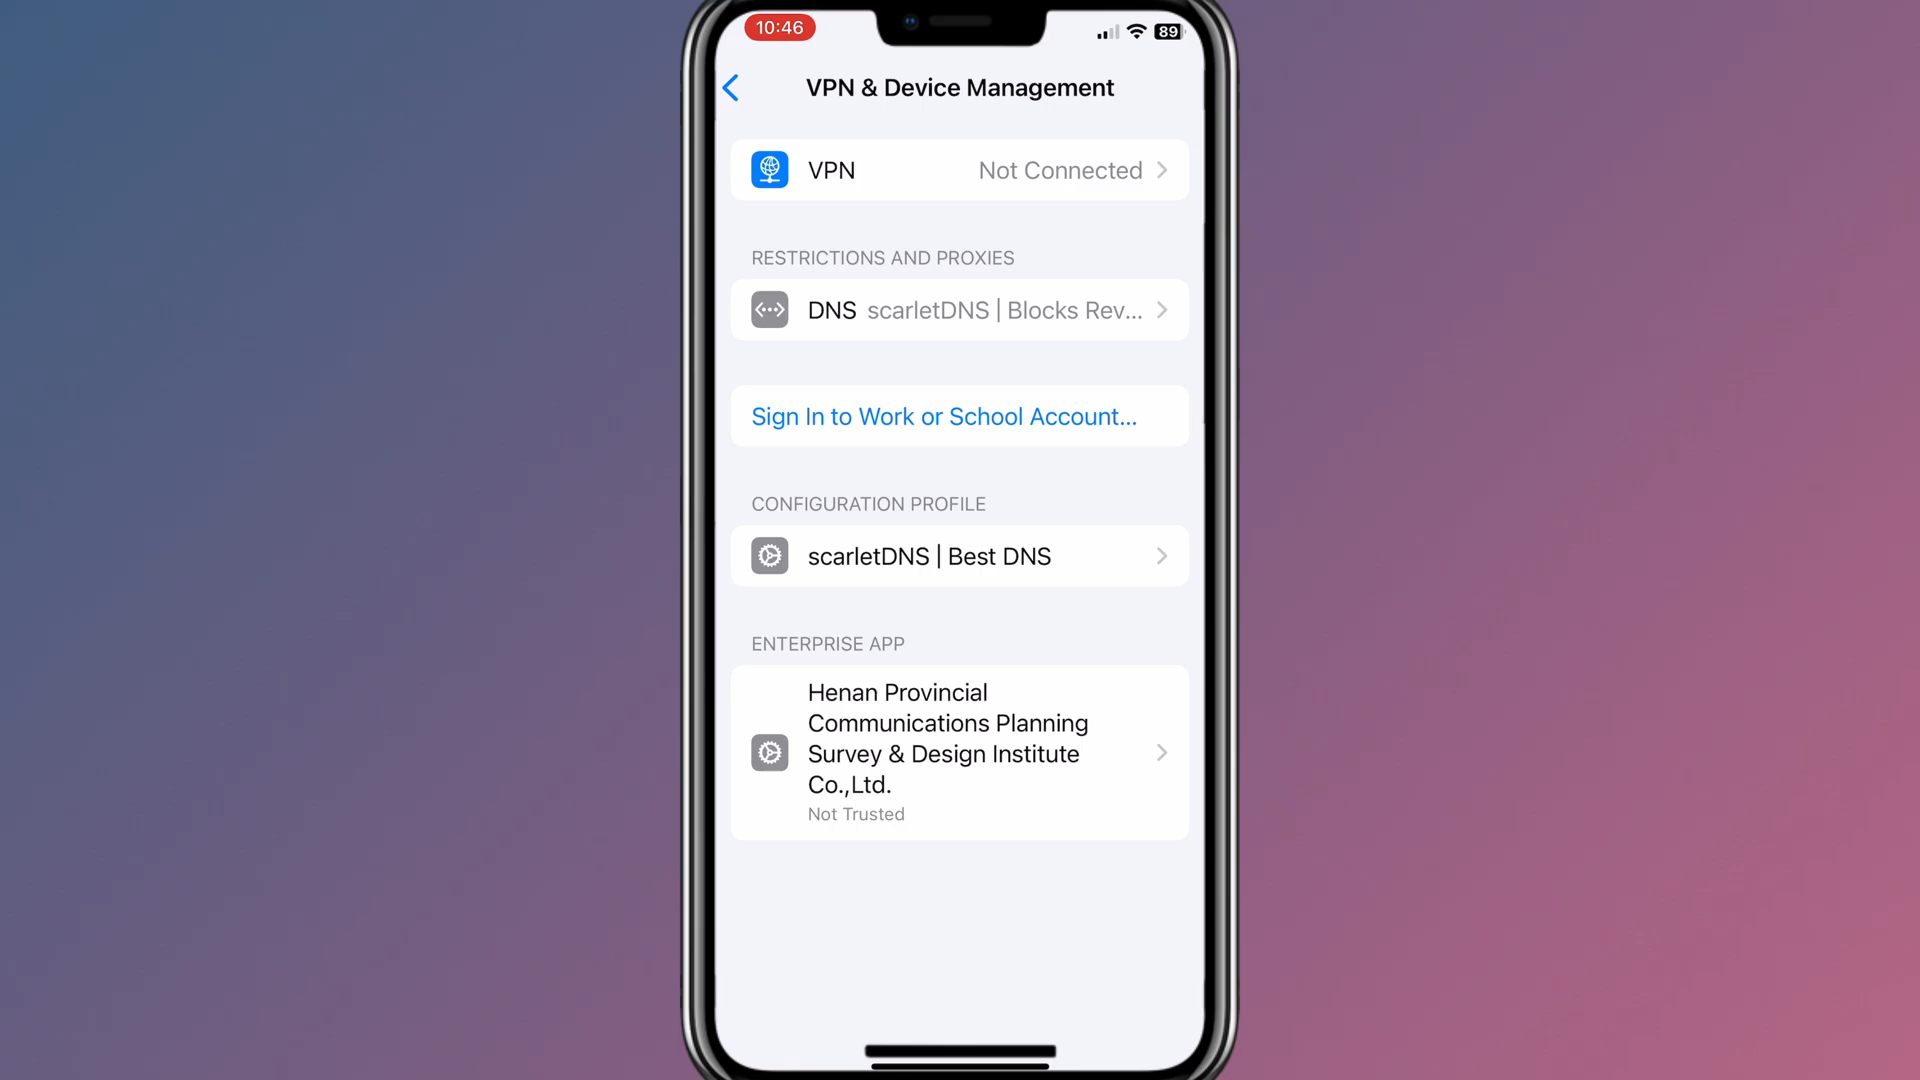 10:46
89
VPN & Device Management
VPN Not Connected
RESTRICTIONS AND PROXIES
DNS scarletDNS | Blocks Rev...
Sign In to Work or School Account...
CONFIGURATION PROFILE
scarletDNS | Best DNS
ENTERPRISE APP
Henan Provincial
Communications Planning
Survey & Design Institute
Co.,Ltd.
Not Trusted